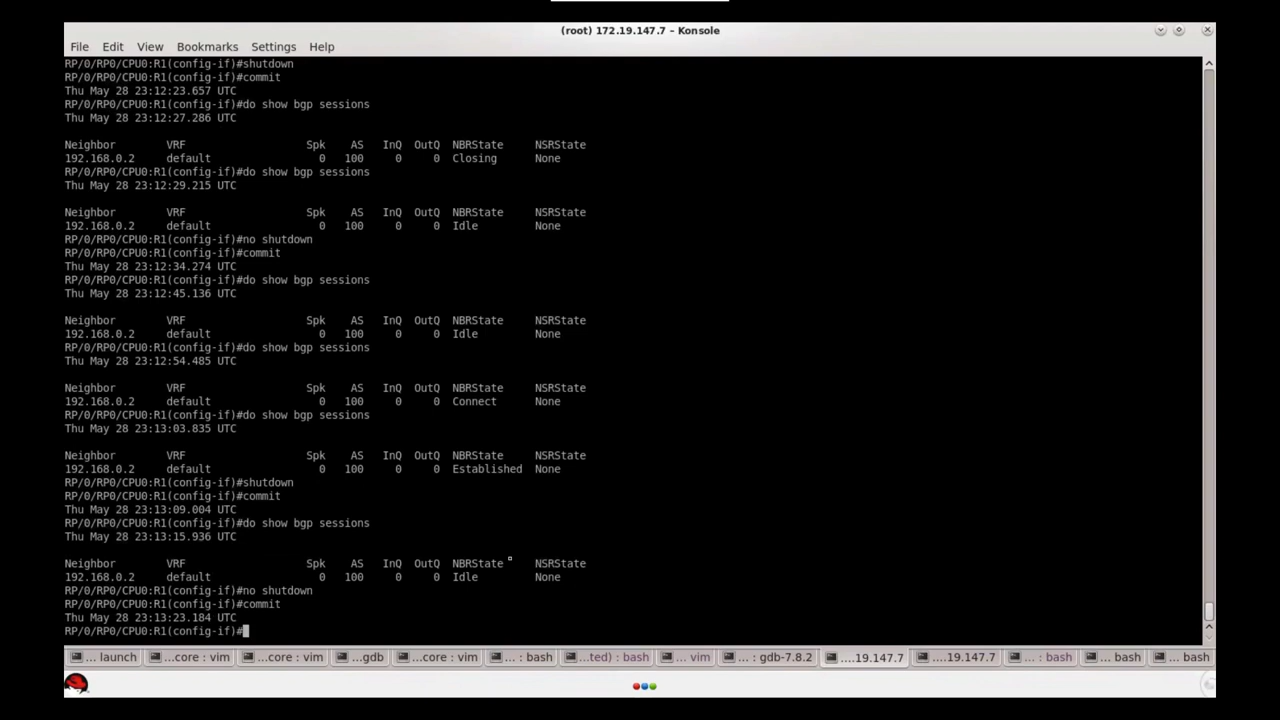 (root) 172.19.147.7 – Konsole
File Edit View Bookmarks Settings Help
RP/0/RP0/CPU0:R1(config-if)#shutdown
RP/0/RP0/CPU0:R1(config-if)#commit
Thu May 28 23:12:23.657 UTC
RP/0/RP0/CPU0:R1(config-if)#do show bgp sessions
Thu May 28 23:12:27.286 UTC
Neighbor VRF Spk AS InQ OutQ NBRState NSRState
192.168.0.2 default 0 100 0 0 Closing None
RP/0/RP0/CPU0:R1(config-if)#do show bgp sessions
Thu May 28 23:12:29.215 UTC
Neighbor VRF Spk AS InQ OutQ NBRState NSRState
192.168.0.2 default 0 100 0 0 Idle None
RP/0/RP0/CPU0:R1(config-if)#no shutdown
RP/0/RP0/CPU0:R1(config-if)#commit
Thu May 28 23:12:34.274 UTC
RP/0/RP0/CPU0:R1(config-if)#do show bgp sessions
Thu May 28 23:12:45.136 UTC
Neighbor VRF Spk AS InQ OutQ NBRState NSRState
192.168.0.2 default 0 100 0 0 Idle None
RP/0/RP0/CPU0:R1(config-if)#do show bgp sessions
Thu May 28 23:12:54.485 UTC
Neighbor VRF Spk AS InQ OutQ NBRState NSRState
192.168.0.2 default 0 100 0 0 Connect None
RP/0/RP0/CPU0:R1(config-if)#do show bgp sessions
Thu May 28 23:13:03.835 UTC
Neighbor VRF Spk AS InQ OutQ NBRState NSRState
192.168.0.2 default 0 100 0 0 Established None
RP/0/RP0/CPU0:R1(config-if)#shutdown
RP/0/RP0/CPU0:R1(config-if)#commit
Thu May 28 23:13:09.004 UTC
RP/0/RP0/CPU0:R1(config-if)#do show bgp sessions
Thu May 28 23:13:15.936 UTC
Neighbor VRF Spk AS InQ OutQ NBRState NSRState
192.168.0.2 default 0 100 0 0 Idle None
RP/0/RP0/CPU0:R1(config-if)#no shutdown
RP/0/RP0/CPU0:R1(config-if)#commit
Thu May 28 23:13:23.184 UTC
RP/0/RP0/CPU0:R1(config-if)#
... launch ...core : vim ...core : vim ...gdb ...core : vim ... : bash ...ted) : bash ... vim ... : gdb-7.8.2 ....19.147.7 ....19.147.7 ... : bash ... bash ... bash